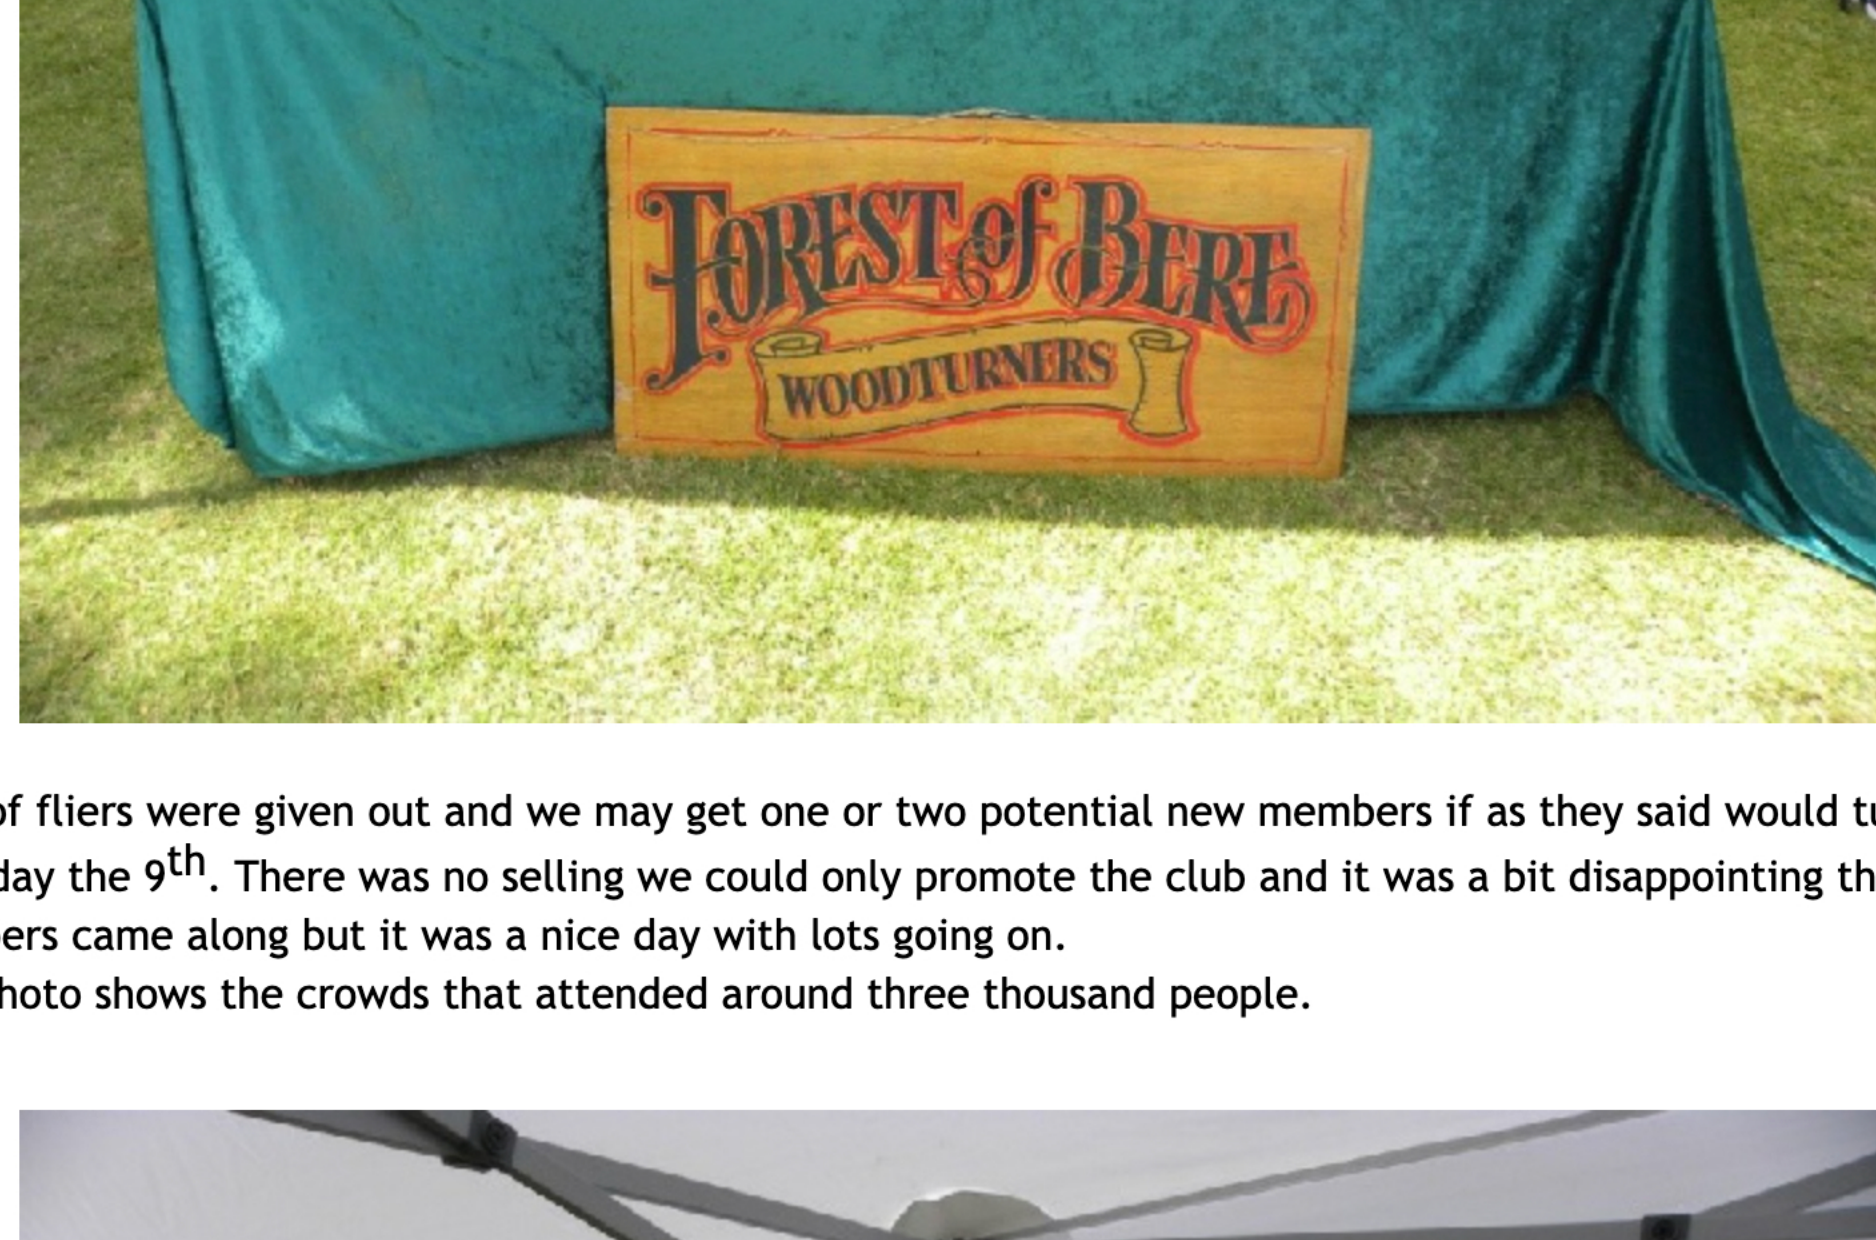 FOREST of BERE
WOODTURNERS
of fliers were given out and we may get one or two potential new members if as they said would
day the 9th. There was no selling we could only promote the club and it was a bit disappointing
came along but it was a nice day with lots going on.
shows the crowds that attended around three thousand people.